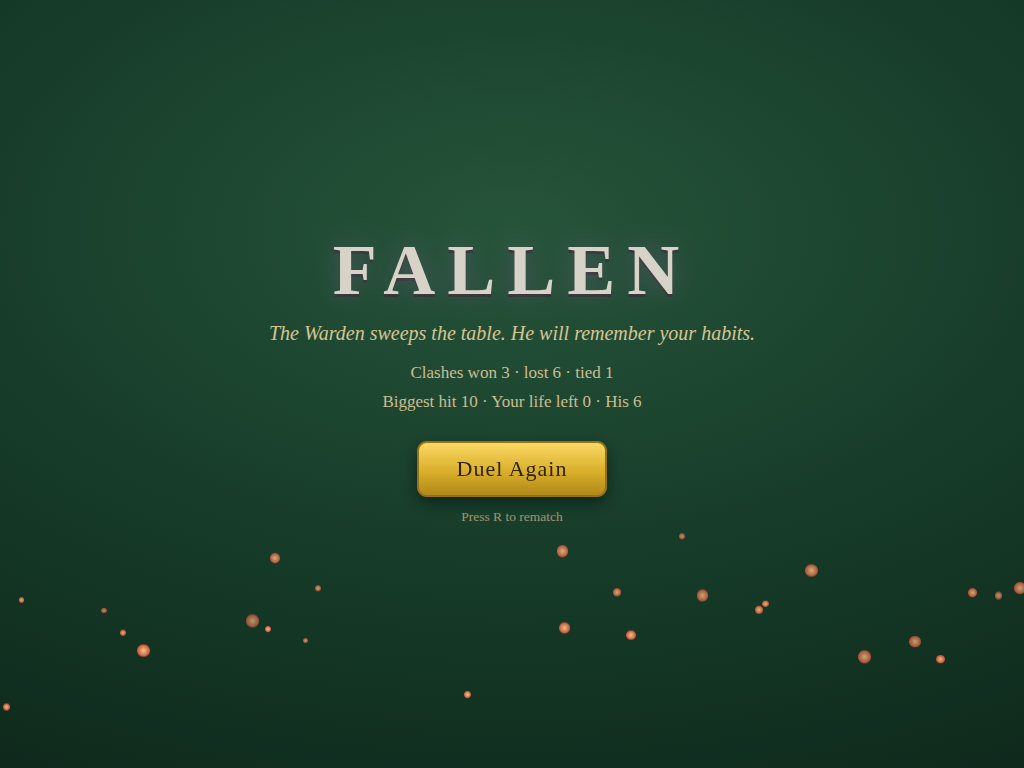 FALLEN
The Warden sweeps the table. He will remember your habits.
Clashes won 3 · lost 6 · tied 1
Biggest hit 10 · Your life left 0 · His 6
Duel Again
Press R to rematch